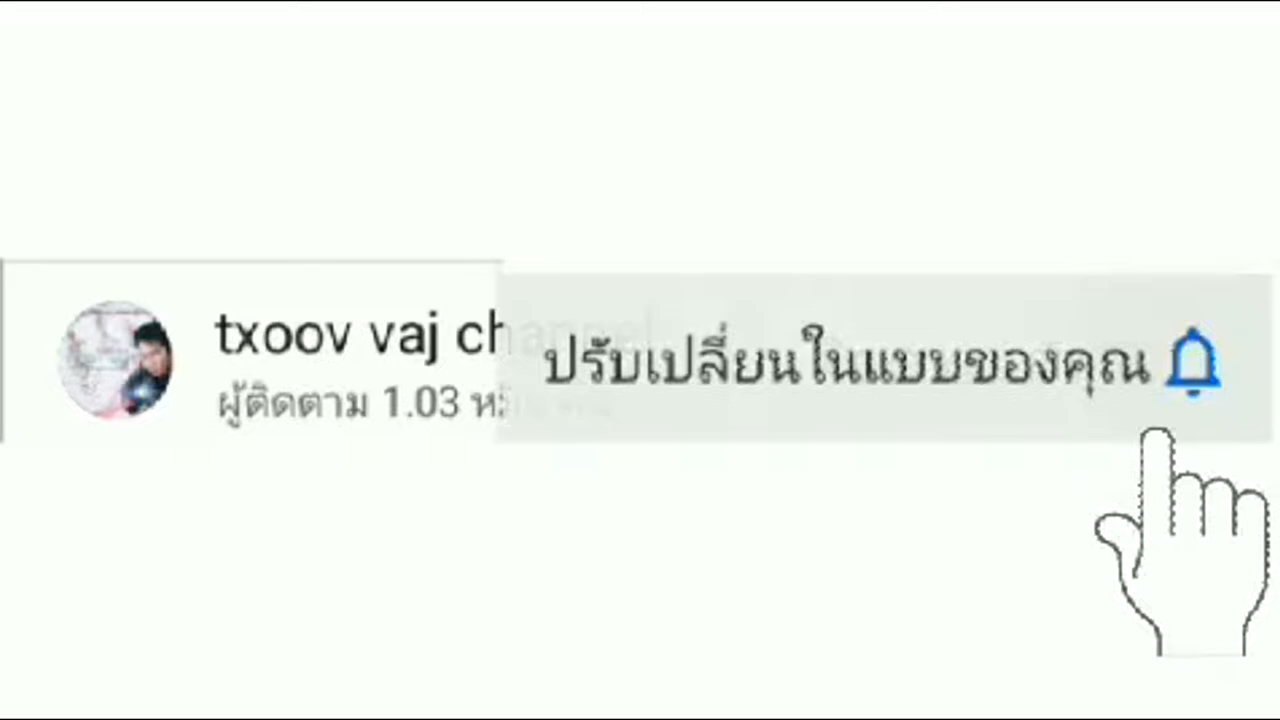 txoov vaj channel
ผู้ติดตาม 1.03
ปรับเปลี่ยนในแบบของคุณ